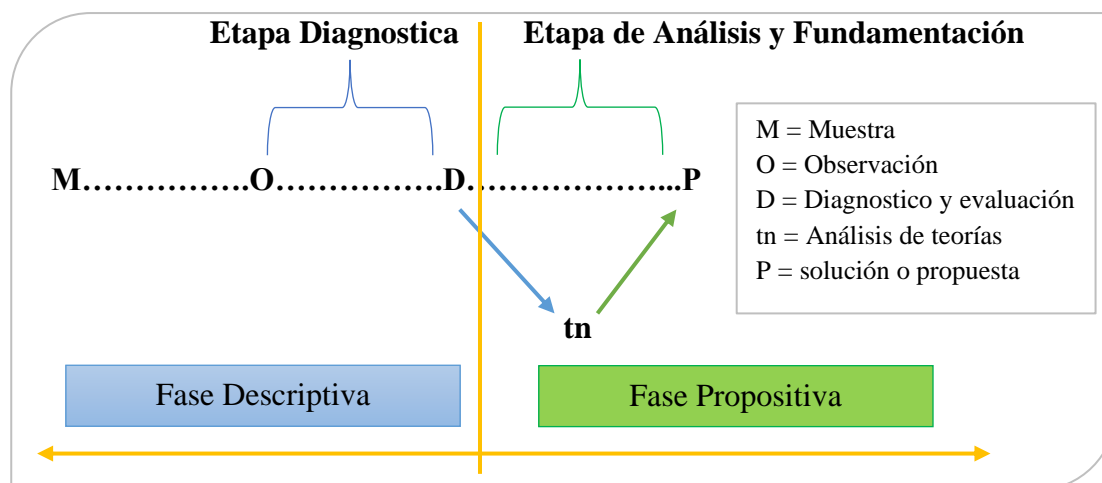 Etapa Diagnostica
Etapa de Análisis y Fundamentación
M……………..O…………….D………………...P
tn
M = Muestra
O = Observación
D = Diagnostico y evaluación
tn = Análisis de teorías
P = solución o propuesta
Fase Descriptiva
Fase Propositiva